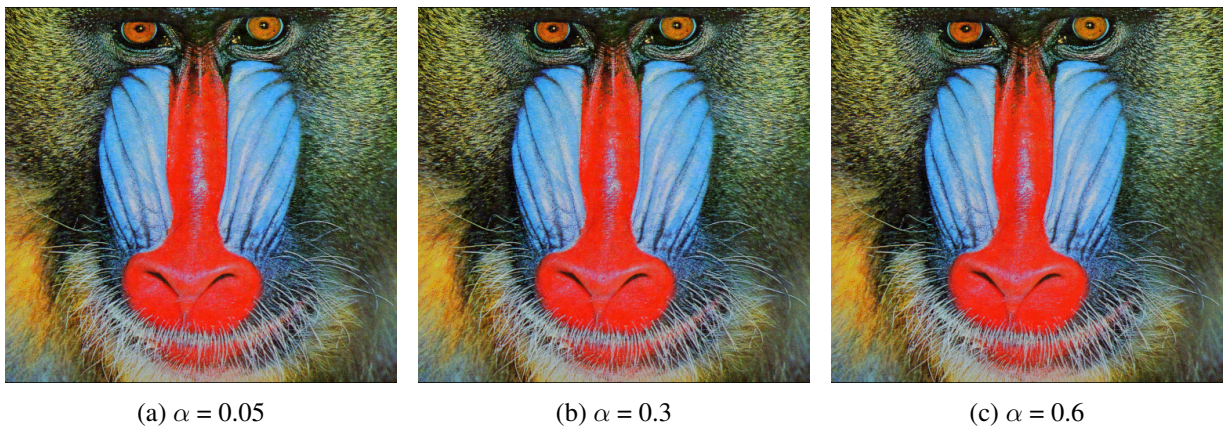 (a) α = 0.05
(b) α = 0.3
(c) α = 0.6